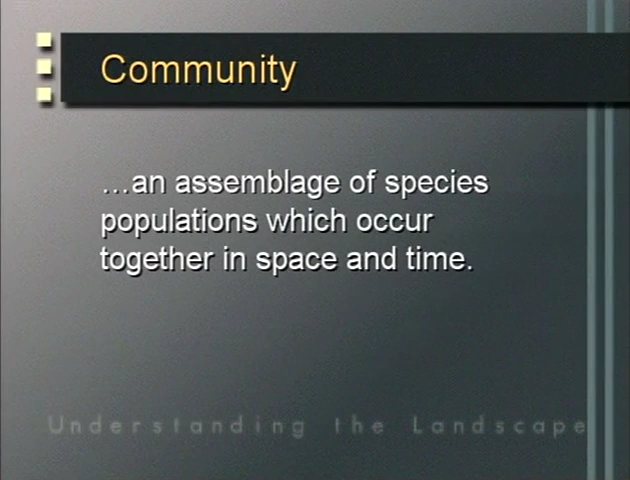 Community
…an assemblage of species
populations which occur
together in space and time.
Understanding the Landscape